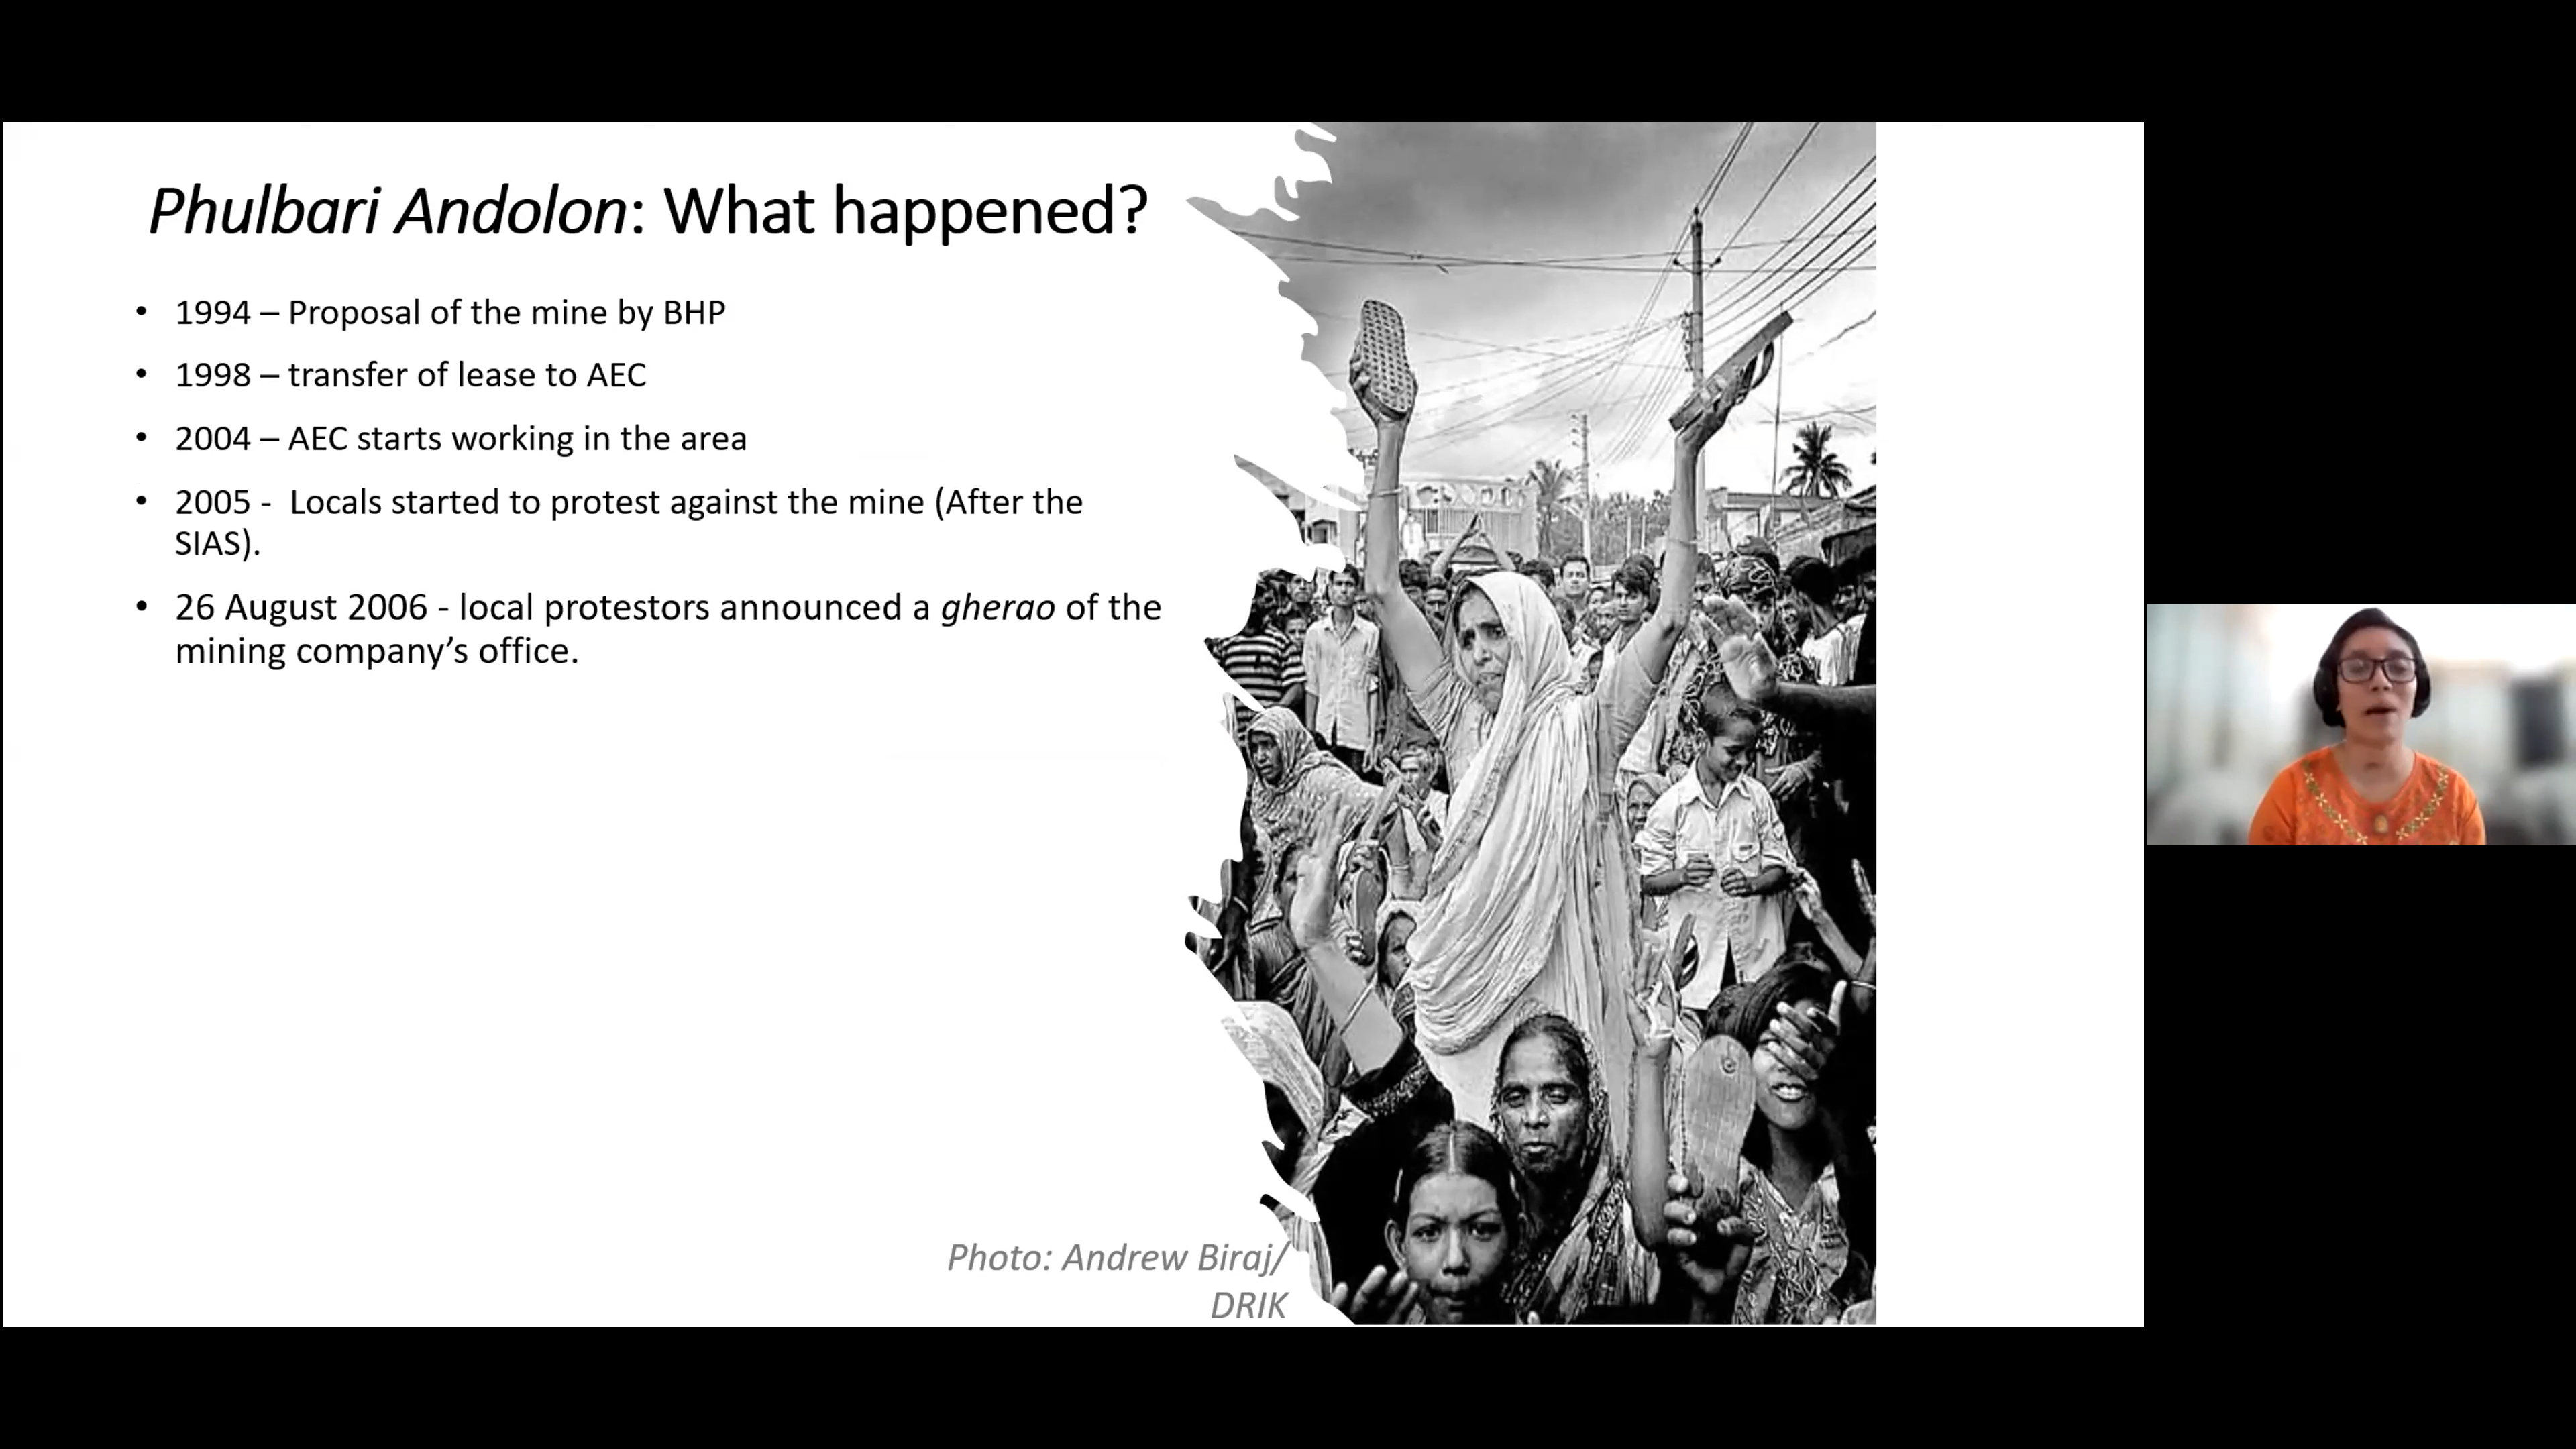 Phulbari Andolon: What happened?
• 1994 – Proposal of the mine by BHP
• 1998 – transfer of lease to AEC
• 2004 – AEC starts working in the area
• 2005 -  Locals started to protest against the mine (After the
SIAS).
• 26 August 2006 - local protestors announced a gherao of the
mining company’s office.
Photo: Andrew Biraj/
DRIK